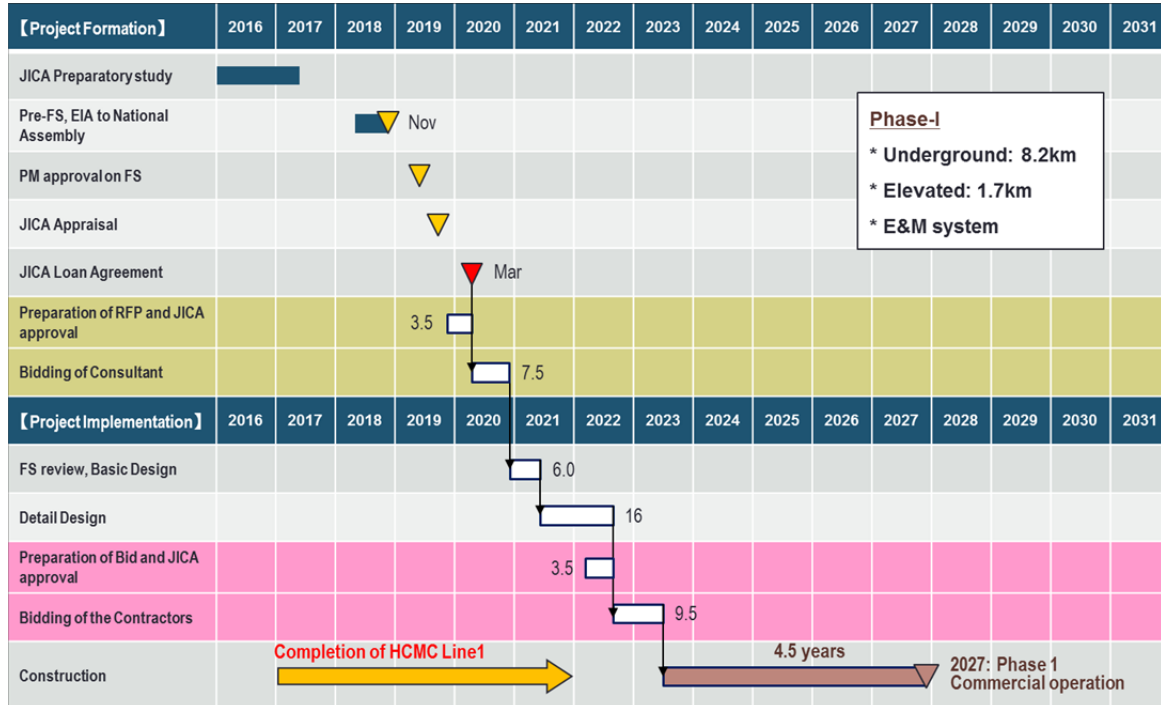 【Project Formation】 2016 2017 2018 2019 2020 2021 2022 2023 2024 2025 2026 2027 2028 2029 2030 2031
JICA Preparatory study
Pre-FS, EIA to National
Assembly
Nov
PM approval on FS
JICA Appraisal
JICA Loan Agreement
Mar
Preparation of RFP and JICA
approval
3.5
Bidding of Consultant
7.5
Phase-I
* Underground: 8.2km
* Elevated: 1.7km
* E&M system
【Project Implementation】 2016 2017 2018 2019 2020 2021 2022 2023 2024 2025 2026 2027 2028 2029 2030 2031
FS review, Basic Design
6.0
Detail Design
16
Preparation of Bid and JICA
approval
3.5
Bidding of the Contractors
9.5
Construction
Completion of HCMC Line1
4.5 years
2027: Phase 1
Commercial operation